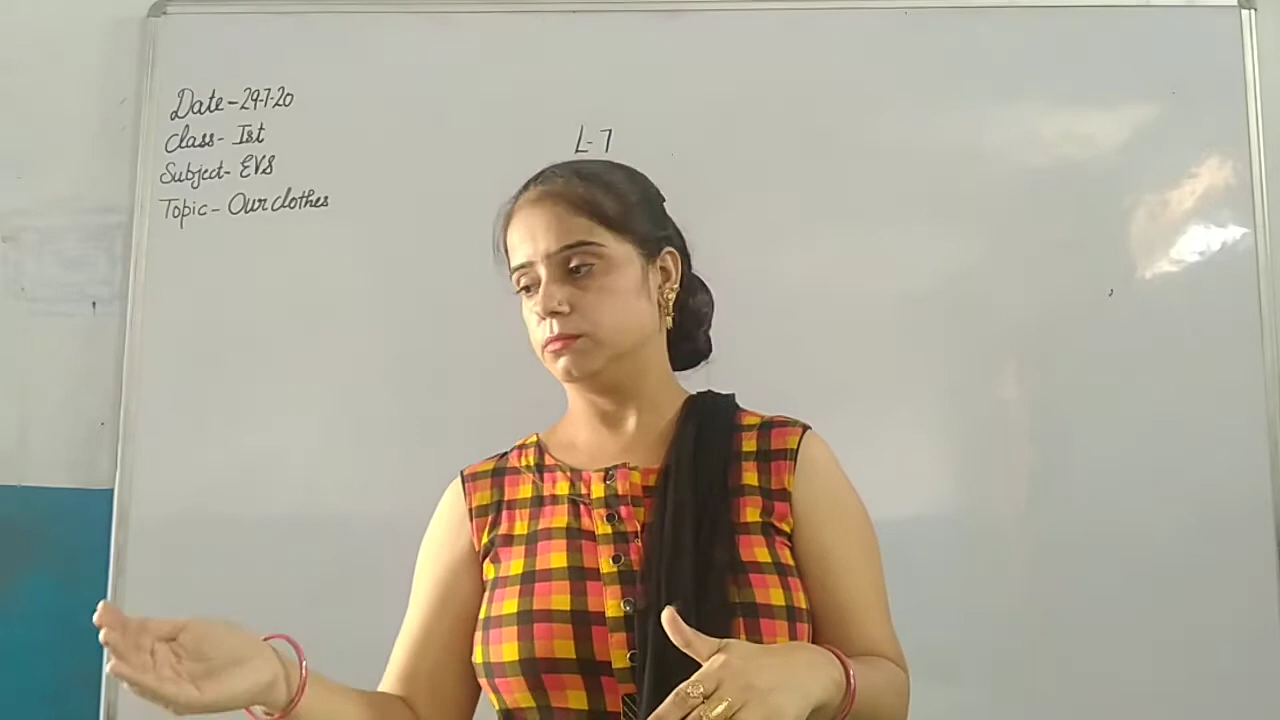 Date-29-7-20
Class- Ist
Subject- EVS
Topic- Our clothes
L-7